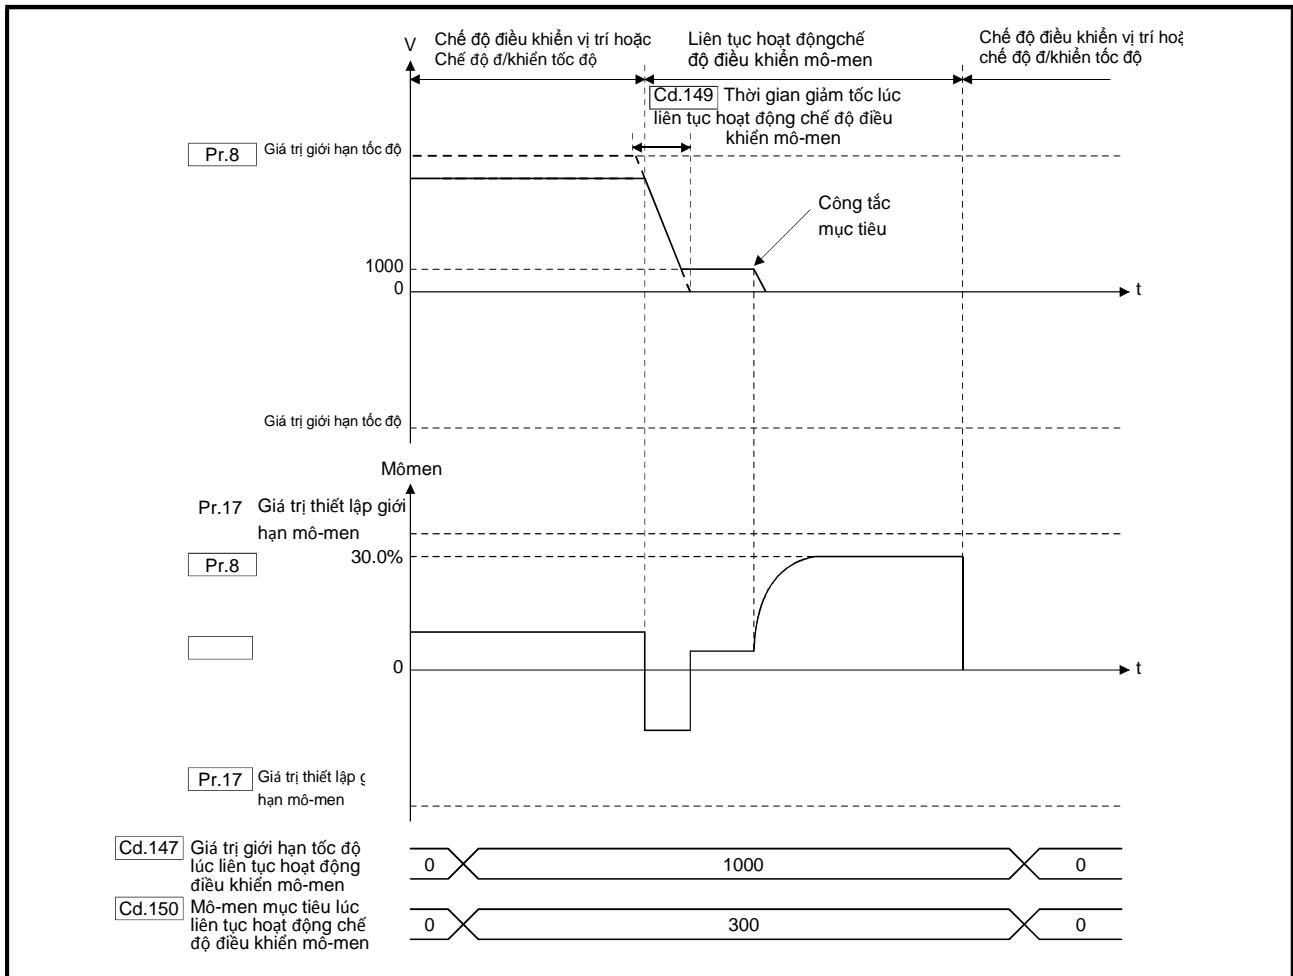 V
Chế độ điều khiển vị trí hoặc
Chế độ đ/khiển tốc độ
Liên tục hoạt độngchế
độ điều khiển mô-men
Chế độ điều khiển vị trí hoặ
chế độ đ/khiển tốc độ
Cd.149 Thời gian giảm tốc lúc
liên tục hoạt động chế độ điều
khiển mô-men
Pr.8 Giá trị giới hạn tốc độ
Công tắc
mục tiêu
1000
0
t
Giá trị giới hạn tốc độ
Mômen
Pr.17 Giá trị thiết lập giới
hạn mô-men
30.0%
Pr.8
0
t
Pr.17 Giá trị thiết lập g
hạn mô-men
Cd.147 Giá trị giới hạn tốc độ
lúc liên tục hoạt động
điều khiển mô-men
0 1000 0
Cd.150 Mô-men mục tiêu lúc
liên tục hoạt động chế
độ điều khiển mô-men
0 300 0